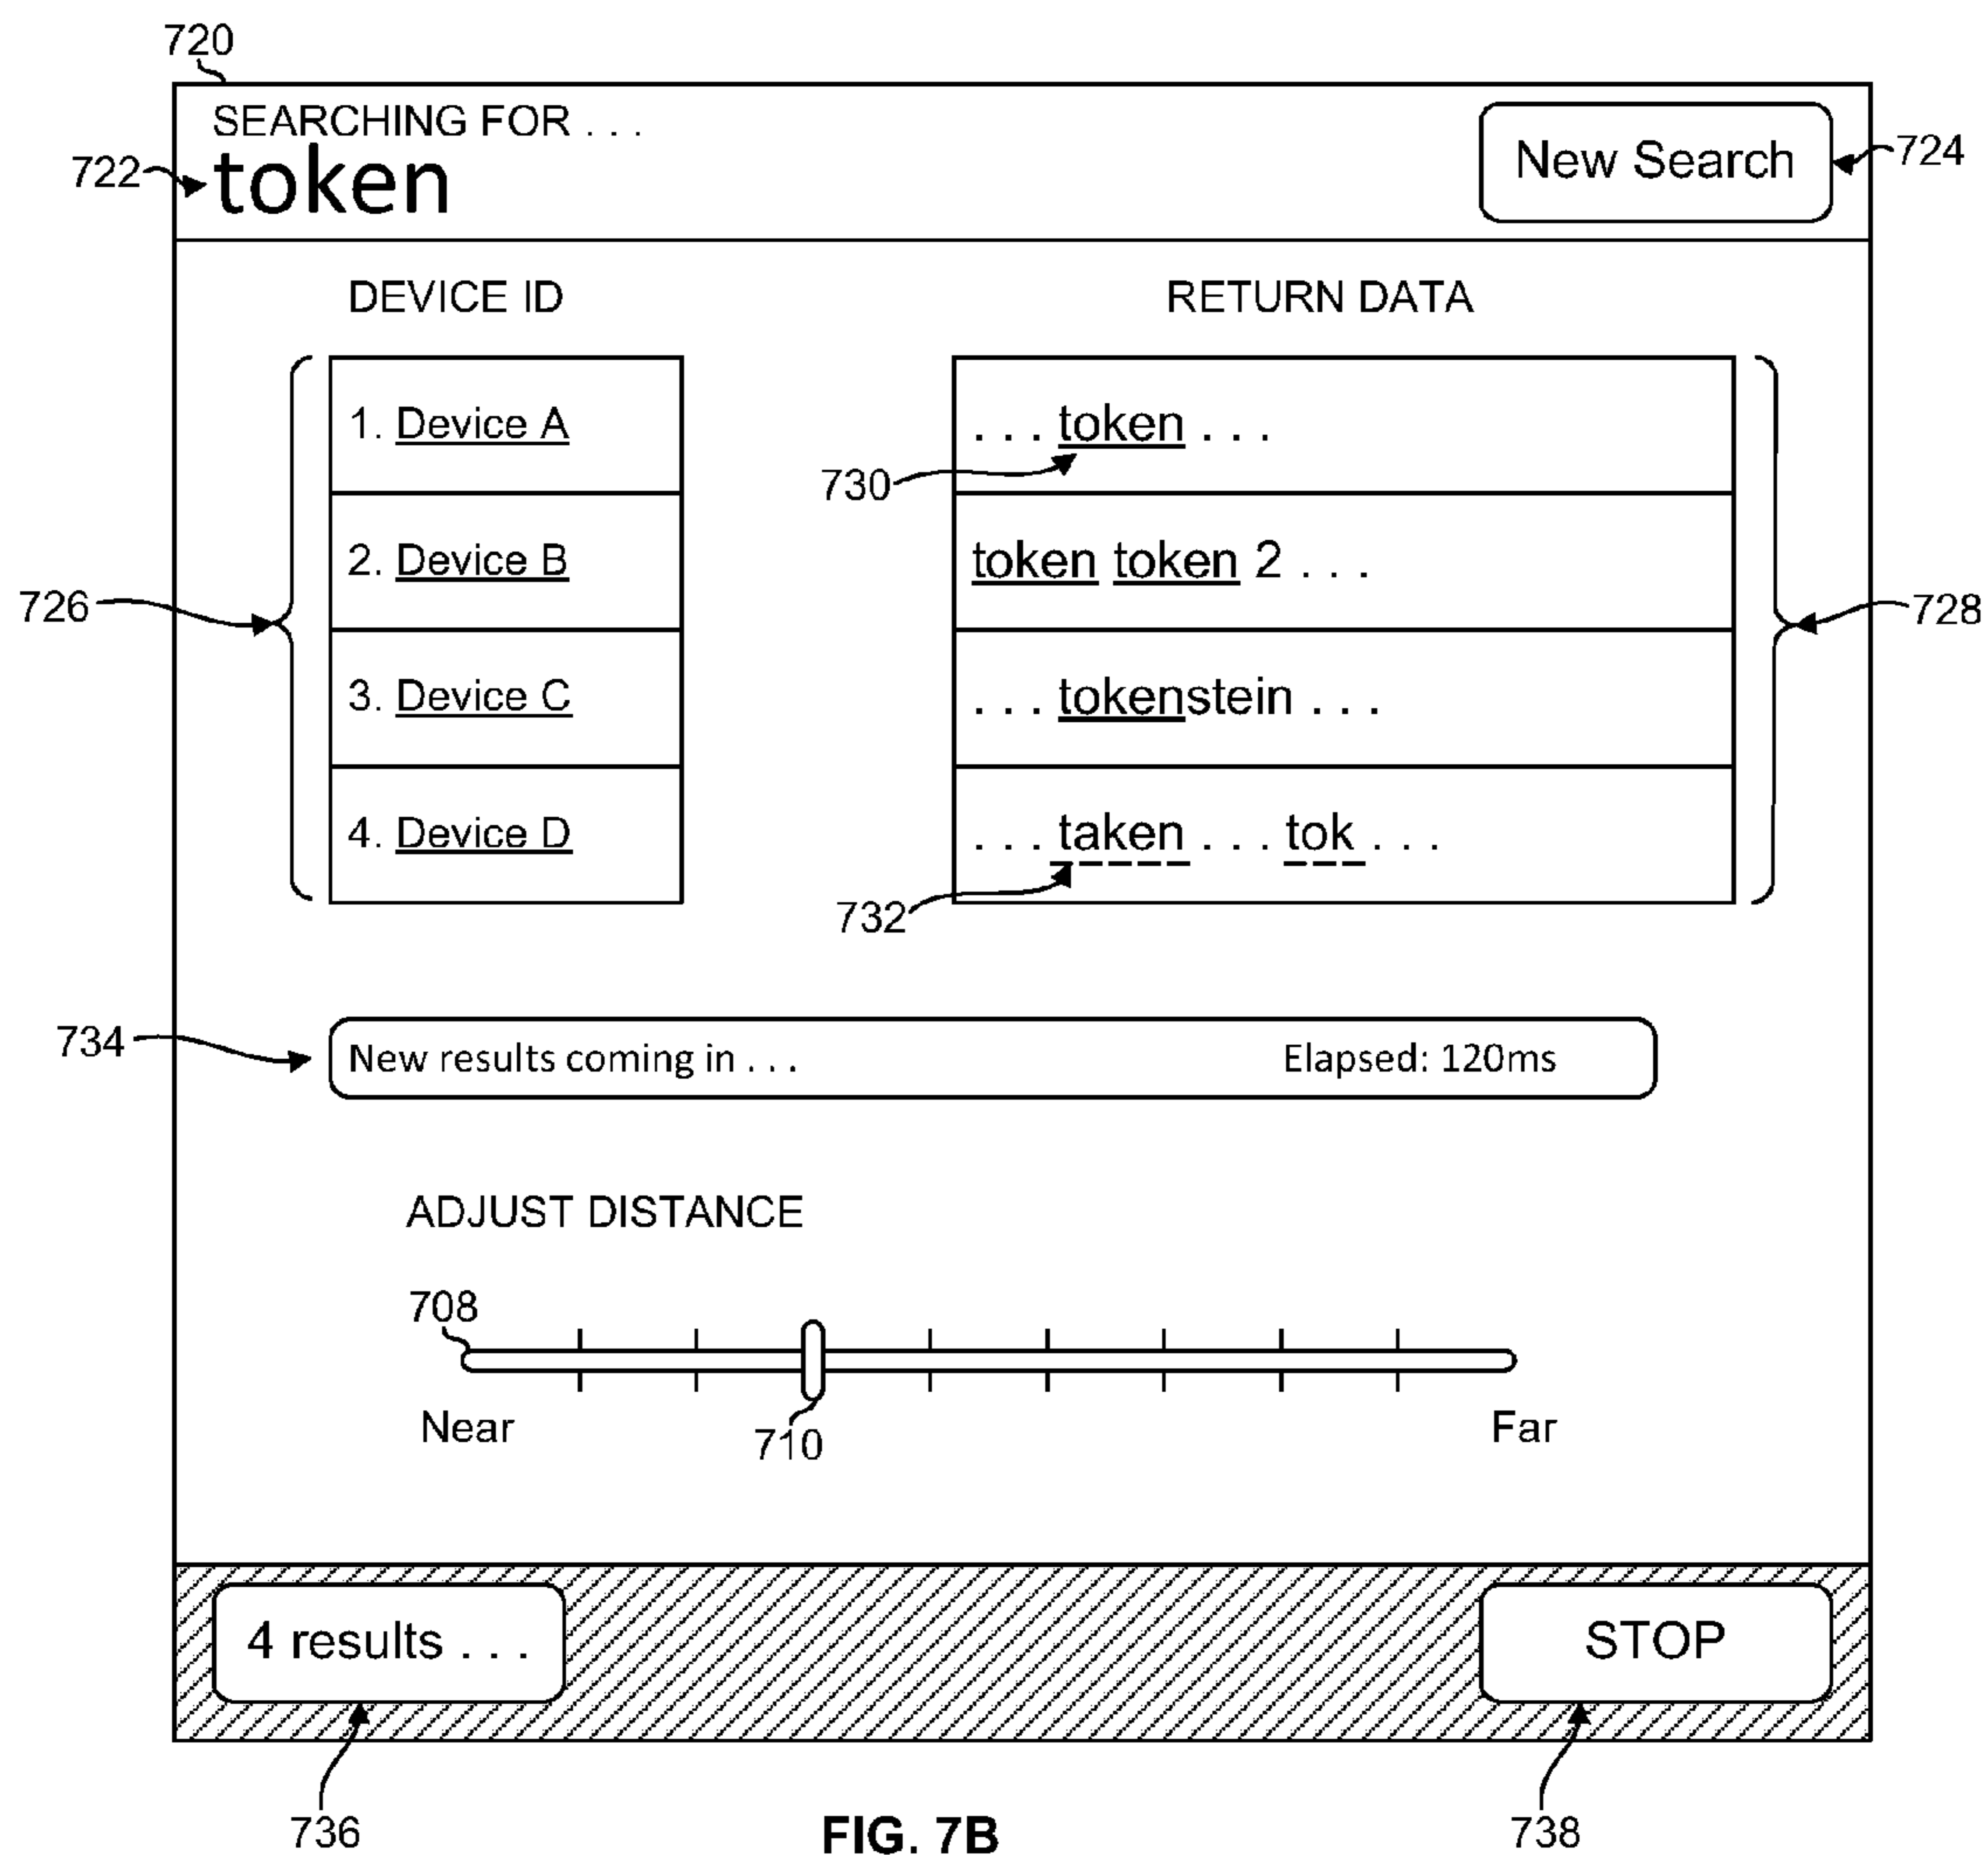 720
SEARCHING FOR . . .
722
token
New Search
724
DEVICE ID
RETURN DATA
1. Device A
. . . token . . .
730
2. Device B
token token 2 . . .
726
728
3. Device C
. . . tokenstein . . .
4. Device D
. . . taken . . . tok . . .
732
734
New results coming in . . .
Elapsed: 120ms
ADJUST DISTANCE
708
Near
710
Far
4 results . . .
STOP
736
FIG. 7B
738